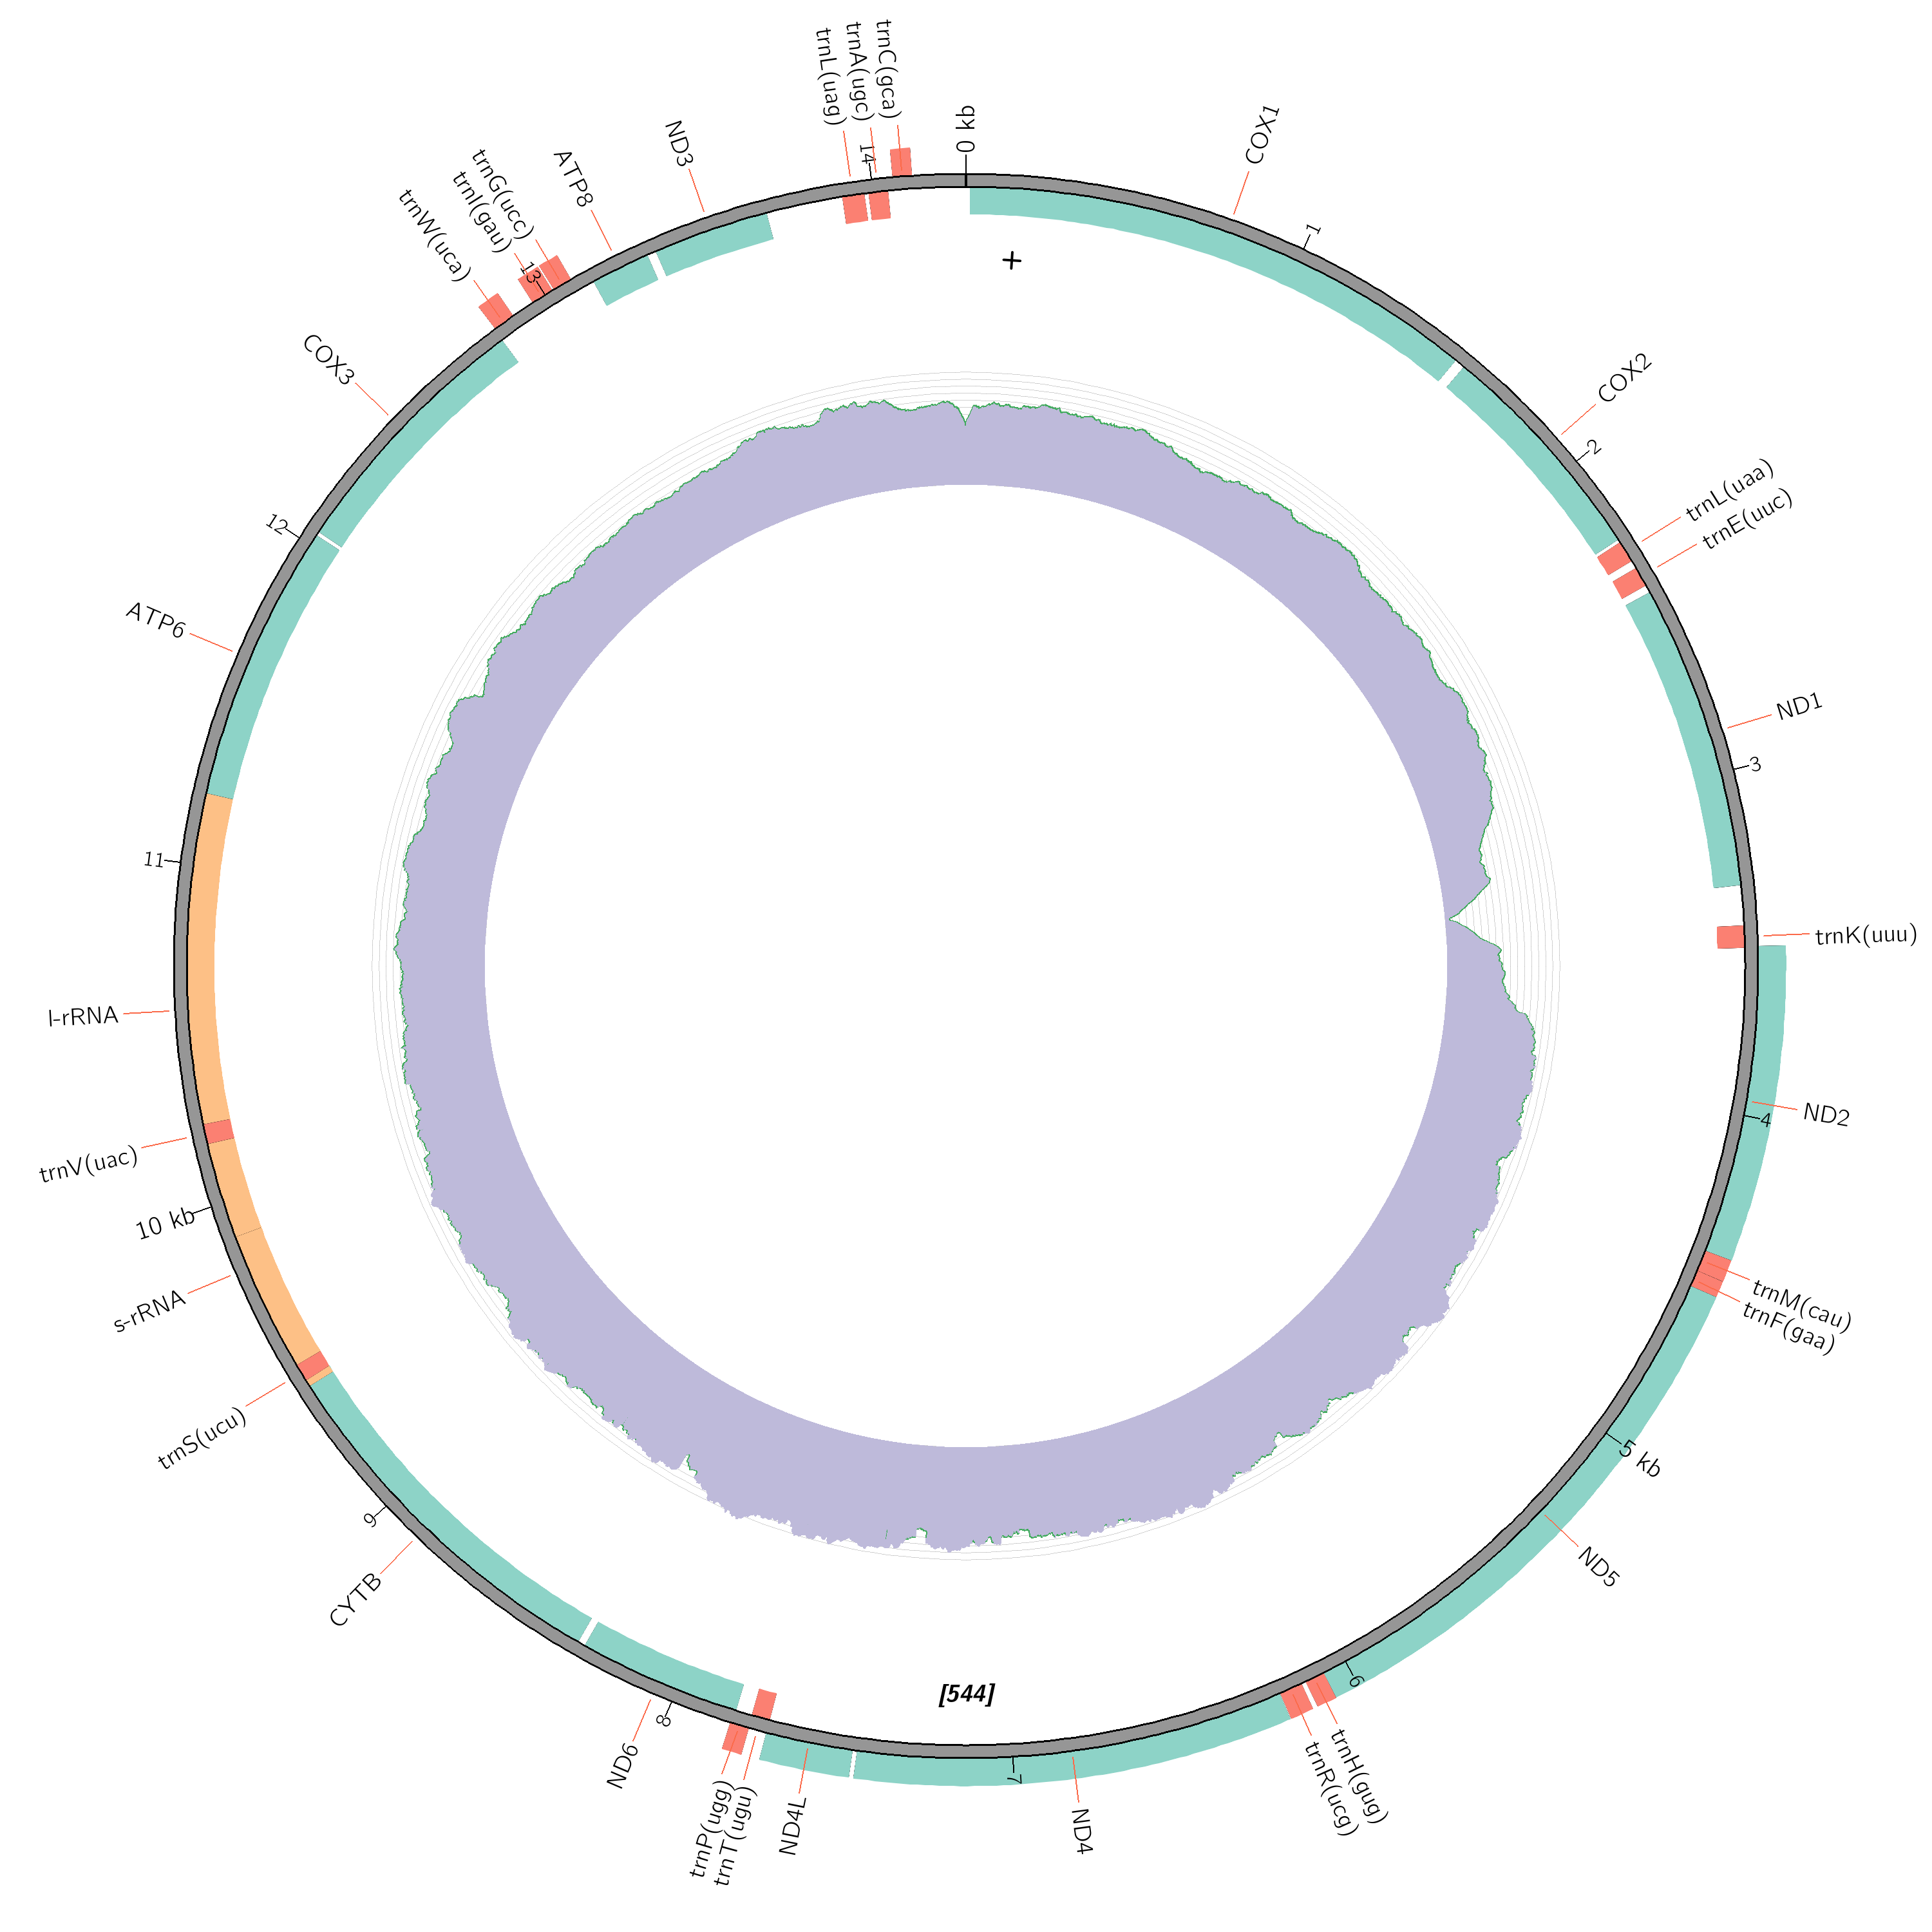 0 kb
COX1
1
COX2
2
trnL(uaa)
trnE(uuc)
ND1
3
trnK(uuu)
ND2
4
trnM(cau)
trnF(gaa)
5 kb
ND5
6
trnH(gug)
trnR(ucg)
ND4
7
ND4L
trnT(ugu)
trnP(ugg)
ND6
8
CYTB
9
trnS(ucu)
s-rRNA
10 kb
trnV(uac)
l-rRNA
11
ATP6
12
COX3
trnW(uca)
13
trnI(gau)
trnG(ucc)
ATP8
ND3
trnL(uag)
14
trnA(ugc)
trnC(gca)
+
[544]